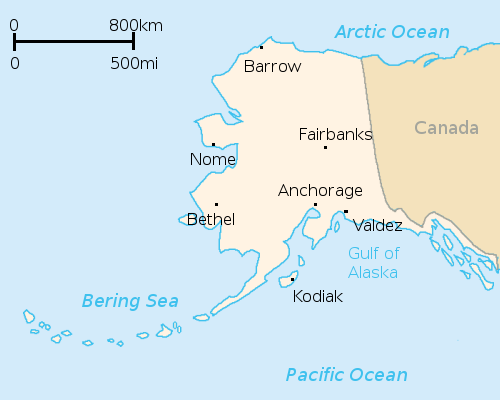 0 800km
0 500mi
Arctic Ocean
Barrow
Canada
Fairbanks
Nome
Anchorage
Bethel
Valdez
Gulf of
Alaska
Kodiak
Bering Sea
Pacific Ocean